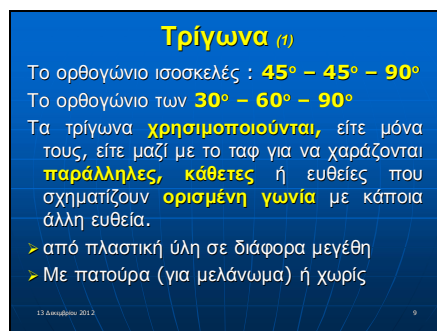 Τρίγωνα (1)
Το ορθογώνιο ισοσκελές : 45ο – 45ο – 90ο
Το ορθογώνιο των 30ο – 60ο – 90ο
Τα τρίγωνα χρησιμοποιούνται, είτε μόνα
τους, είτε μαζί με το ταφ για να χαράζονται
παράλληλες, κάθετες ή ευθείες που
σχηματίζουν ορισμένη γωνία με κάποια
άλλη ευθεία.
➢ από πλαστική ύλη σε διάφορα μεγέθη
➢ Με πατούρα (για μελάνωμα) ή χωρίς
13 Δεκεμβρίου 2012 9